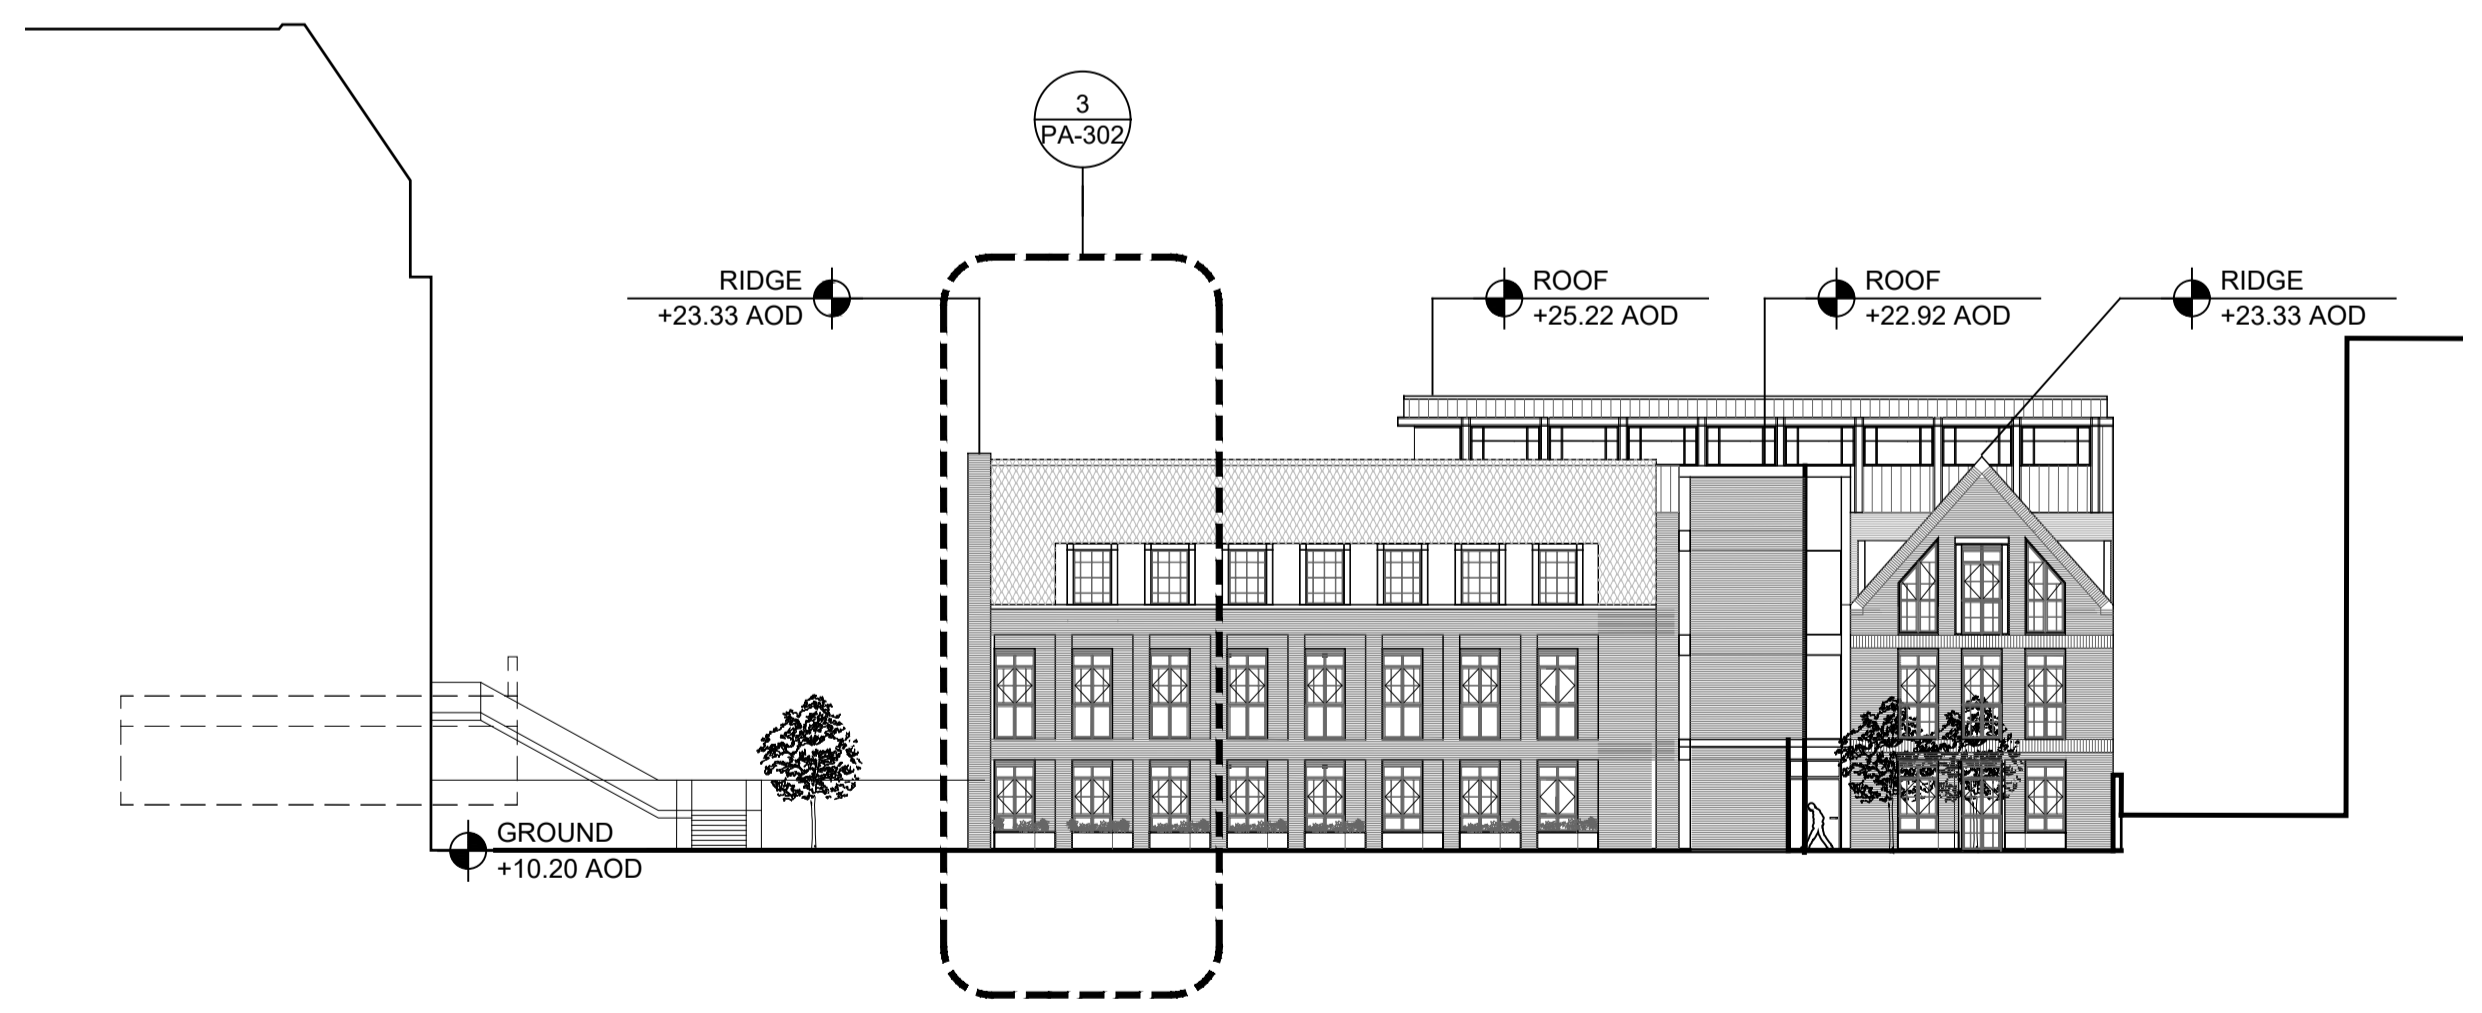 3
PA-302
RIDGE
+23.33 AOD
ROOF
+25.22 AOD
ROOF
+22.92 AOD
RIDGE
+23.33 AOD
GROUND
+10.20 AOD